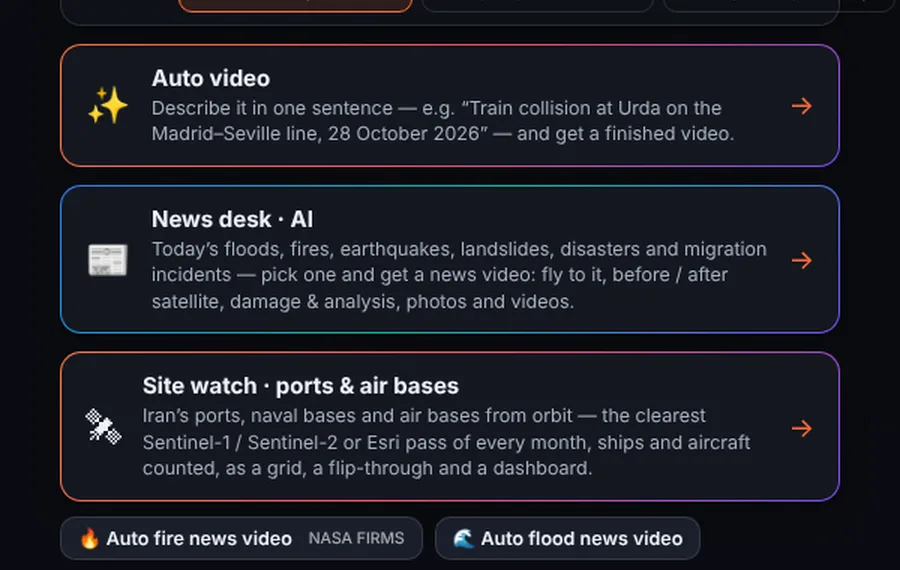 Auto video
Describe it in one sentence — e.g. “Train collision at Urda on the
Madrid–Seville line, 28 October 2026” — and get a finished video.
News desk · AI
Today’s floods, fires, earthquakes, landslides, disasters and migration
incidents — pick one and get a news video: fly to it, before / after
satellite, damage & analysis, photos and videos.
Site watch · ports & air bases
Iran’s ports, naval bases and air bases from orbit — the clearest
Sentinel-1 / Sentinel-2 or Esri pass of every month, ships and aircraft
counted, as a grid, a flip-through and a dashboard.
Auto fire news video NASA FIRMS
Auto flood news video